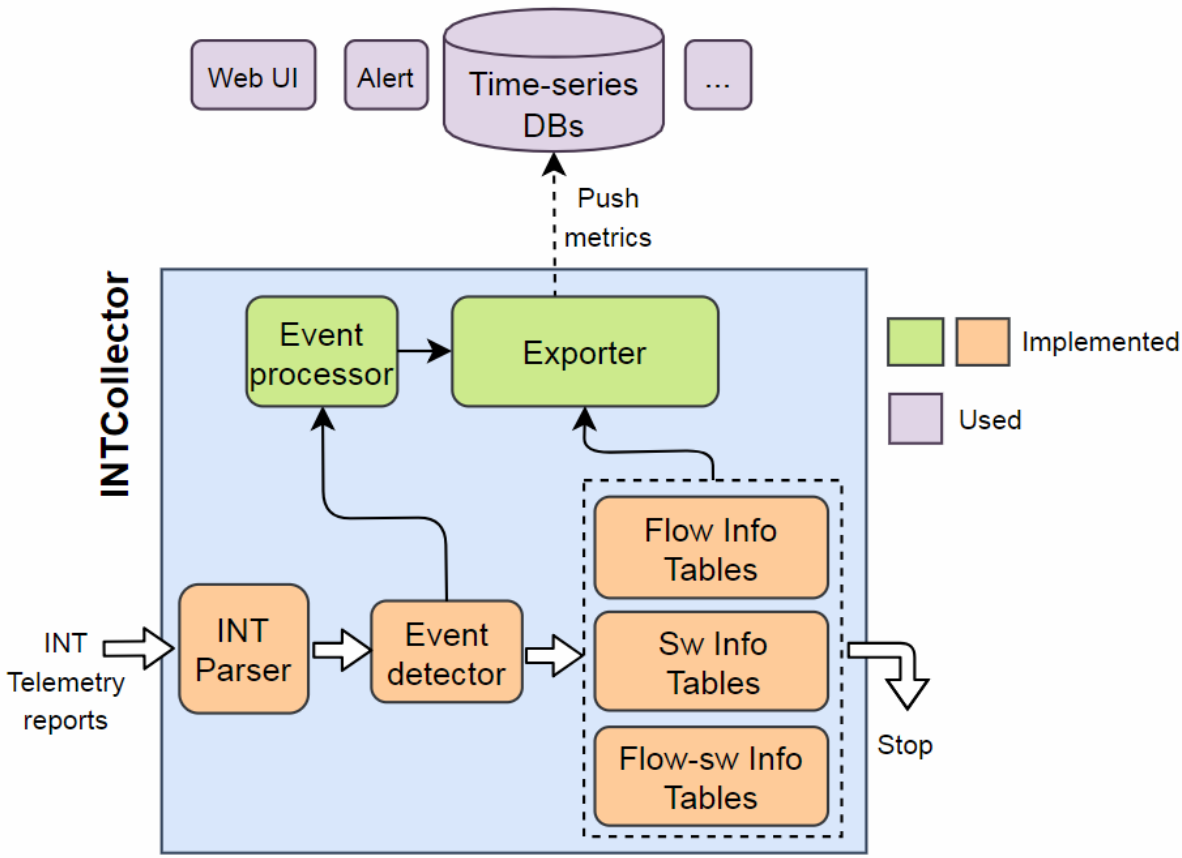 Web UI
Alert
Time-series
DBs
...
Push
metrics
INTCollector
Event
processor
Exporter
Implemented
Used
Flow Info
Tables
INT
Telemetry
reports
INT
Parser
Event
detector
Sw Info
Tables
Flow-sw Info
Tables
Stop